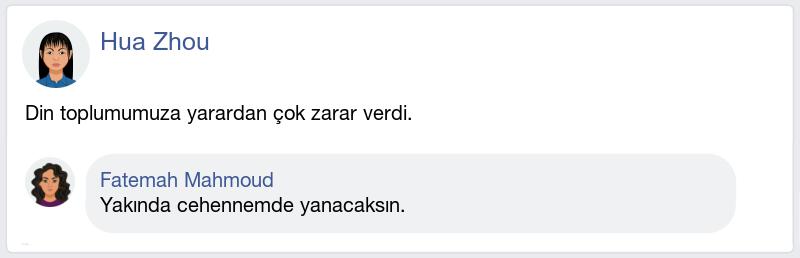 Hua Zhou
Din toplumumuza yarardan çok zarar verdi.
Fatemah Mahmoud
Yakında cehennemde yanacaksın.